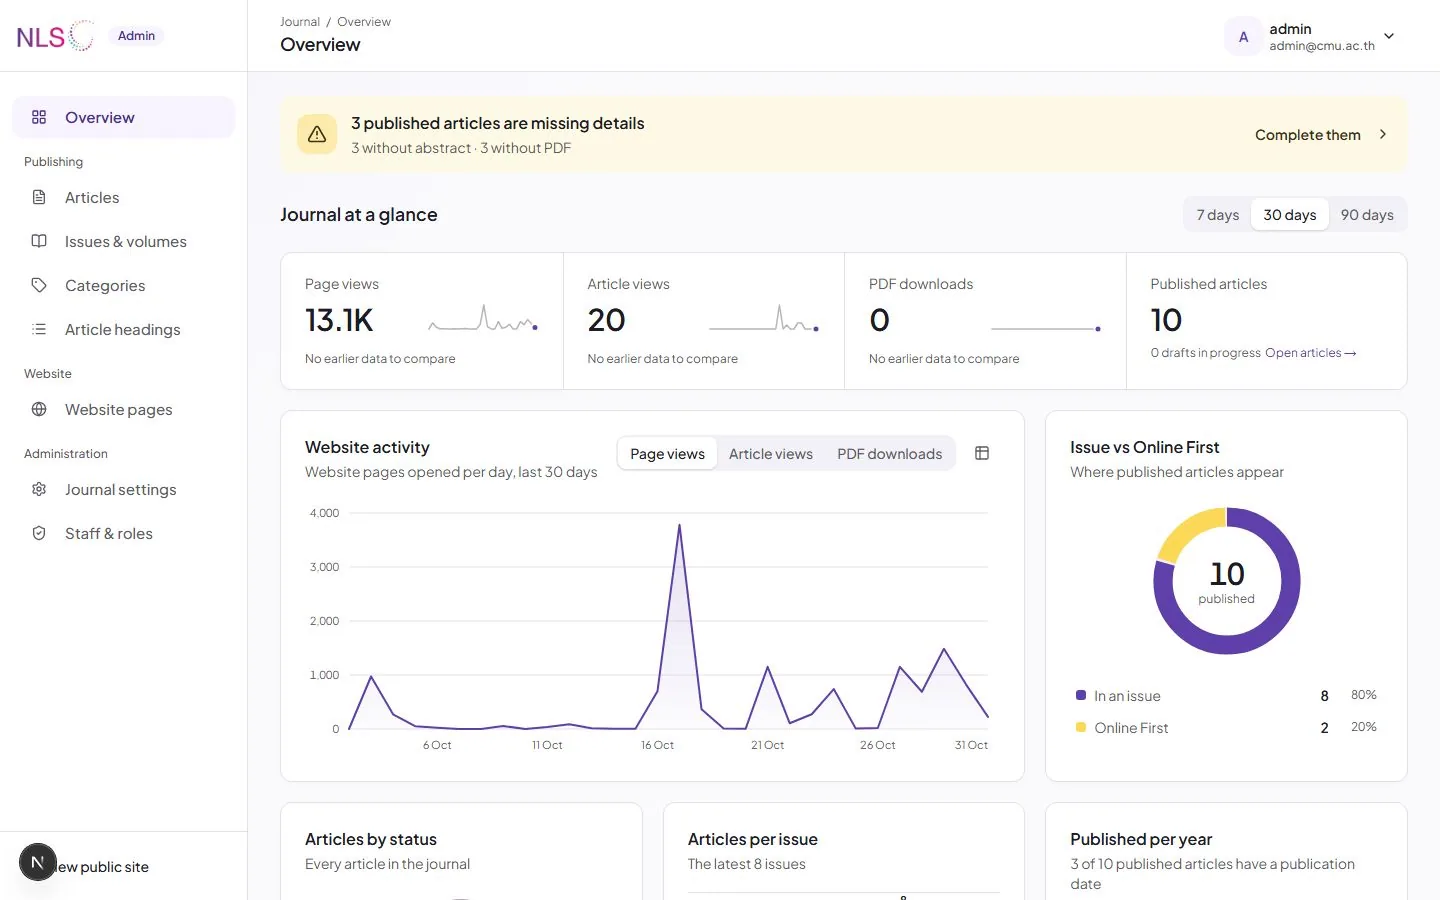 NLS
Admin
Journal / Overview
Overview
A
admin
admin@cmu.ac.th
Overview
Publishing
Articles
Issues & volumes
Categories
Article headings
Website
Website pages
Administration
Journal settings
Staff & roles
N
ew public site
3 published articles are missing details
3 without abstract · 3 without PDF
Complete them
Journal at a glance
7 days
30 days
90 days
Page views
13.1K
No earlier data to compare
Article views
20
No earlier data to compare
PDF downloads
0
No earlier data to compare
Published articles
10
0 drafts in progress Open articles →
Website activity
Website pages opened per day, last 30 days
Page views
Article views
PDF downloads
4,000
3,000
2,000
1,000
0
6 Oct
11 Oct
16 Oct
21 Oct
26 Oct
31 Oct
Issue vs Online First
Where published articles appear
10
published
In an issue 8 80%
Online First 2 20%
Articles by status
Every article in the journal
Articles per issue
The latest 8 issues
Published per year
3 of 10 published articles have a publication
date